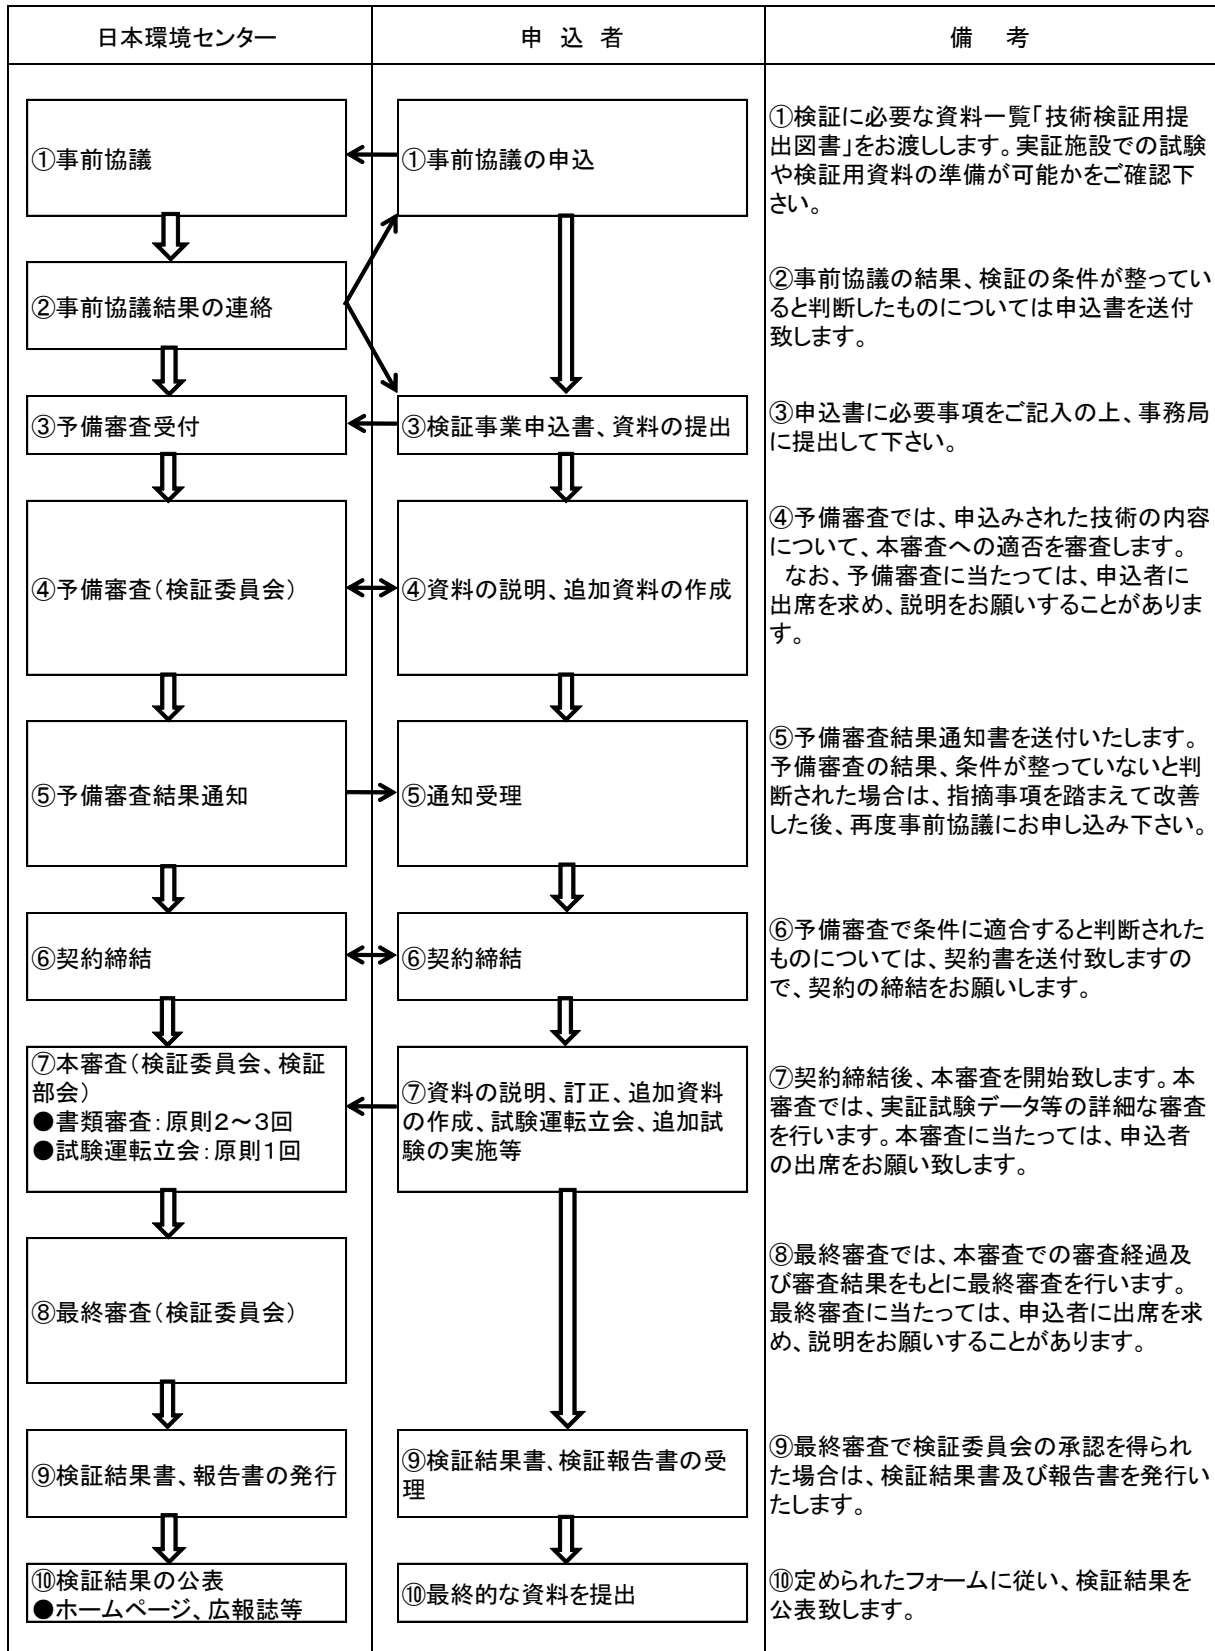 日本環境センター
申 込 者
備 考
①事前協議
①事前協議の申込
①検証に必要な資料一覧「技術検証用提
出図書」をお渡しします。実証施設での試験
や検証用資料の準備が可能かをご確認下
さい。
②事前協議結果の連絡
②事前協議の結果、検証の条件が整ってい
ると判断したものについては申込書を送付
致します。
③予備審査受付
③検証事業申込書、資料の提出
③申込書に必要事項をご記入の上、事務局
に提出して下さい。
④予備審査(検証委員会)
④資料の説明、追加資料の作成
④予備審査では、申込みされた技術の内容
について、本審査への適否を審査します。
なお、予備審査に当たっては、申込者に
出席を求め、説明をお願いすることがありま
す。
⑤予備審査結果通知
⑤通知受理
⑤予備審査結果通知書を送付いたします。
予備審査の結果、条件が整っていないと判
断された場合は、指摘事項を踏まえて改善
した後、再度事前協議にお申し込み下さい。
⑥契約締結
⑥契約締結
⑥予備審査で条件に適合すると判断された
ものについては、契約書を送付致しますの
で、契約の締結をお願いします。
⑦本審査(検証委員会、検証
部会)
●書類審査:原則2~3回
●試験運転立会:原則1回
⑦資料の説明、訂正、追加資料
の作成、試験運転立会、追加試
験の実施等
⑦契約締結後、本審査を開始致します。本
審査では、実証試験データ等の詳細な審査
を行います。本審査に当たっては、申込者
の出席をお願い致します。
⑧最終審査(検証委員会)
⑧最終審査では、本審査での審査経過及
び審査結果をもとに最終審査を行います。
最終審査に当たっては、申込者に出席を求
め、説明をお願いすることがあります。
⑨検証結果書、報告書の発行
⑨検証結果書、検証報告書の受
理
⑨最終審査で検証委員会の承認を得られ
た場合は、検証結果書及び報告書を発行い
たします。
⑩検証結果の公表
●ホームページ、広報誌等
⑩最終的な資料を提出
⑩定められたフォームに従い、検証結果を
公表致します。